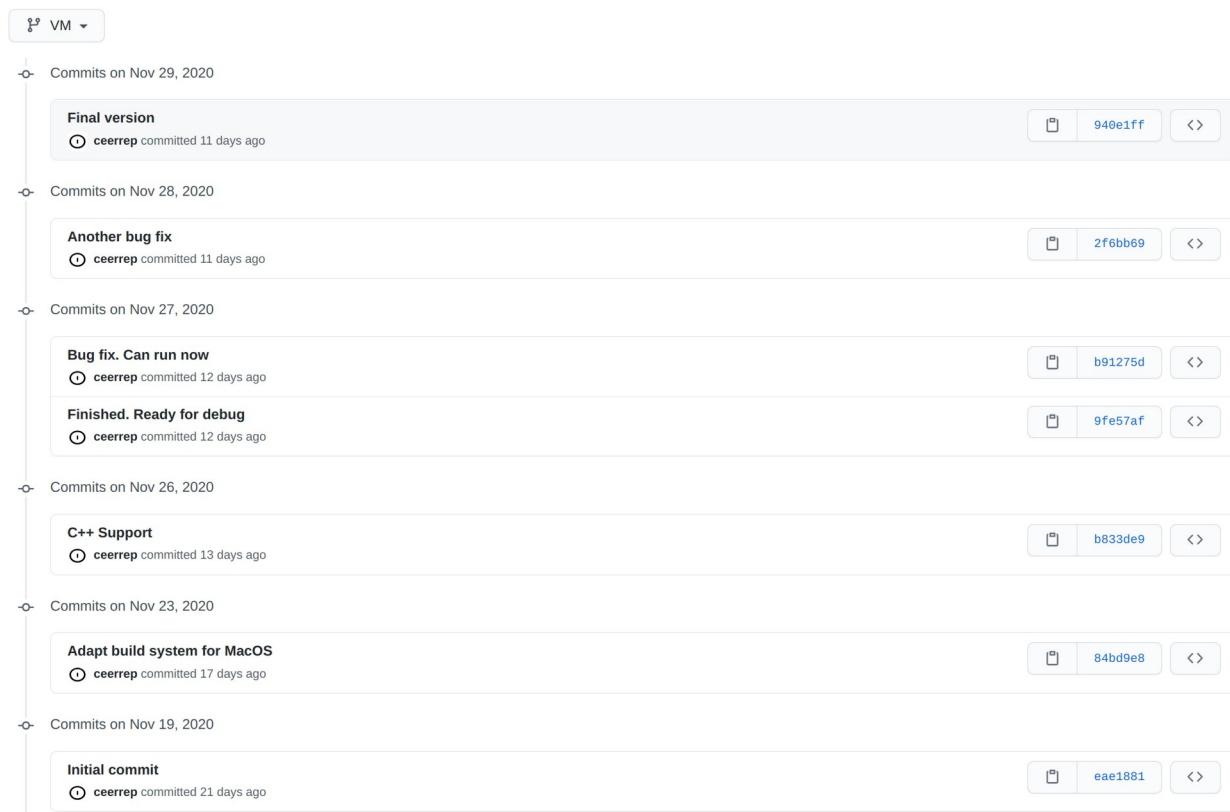 VM
Commits on Nov 29, 2020
Final version
940e1ff
ceerrep committed 11 days ago
Commits on Nov 28, 2020
Another bug fix
2f6bb69
ceerrep committed 11 days ago
Commits on Nov 27, 2020
Bug fix. Can run now
b91275d
ceerrep committed 12 days ago
Finished. Ready for debug
9fe57af
ceerrep committed 12 days ago
Commits on Nov 26, 2020
C++ Support
b833de9
ceerrep committed 13 days ago
Commits on Nov 23, 2020
Adapt build system for MacOS
84bd9e8
ceerrep committed 17 days ago
Commits on Nov 19, 2020
Initial commit
eae1881
ceerrep committed 21 days ago